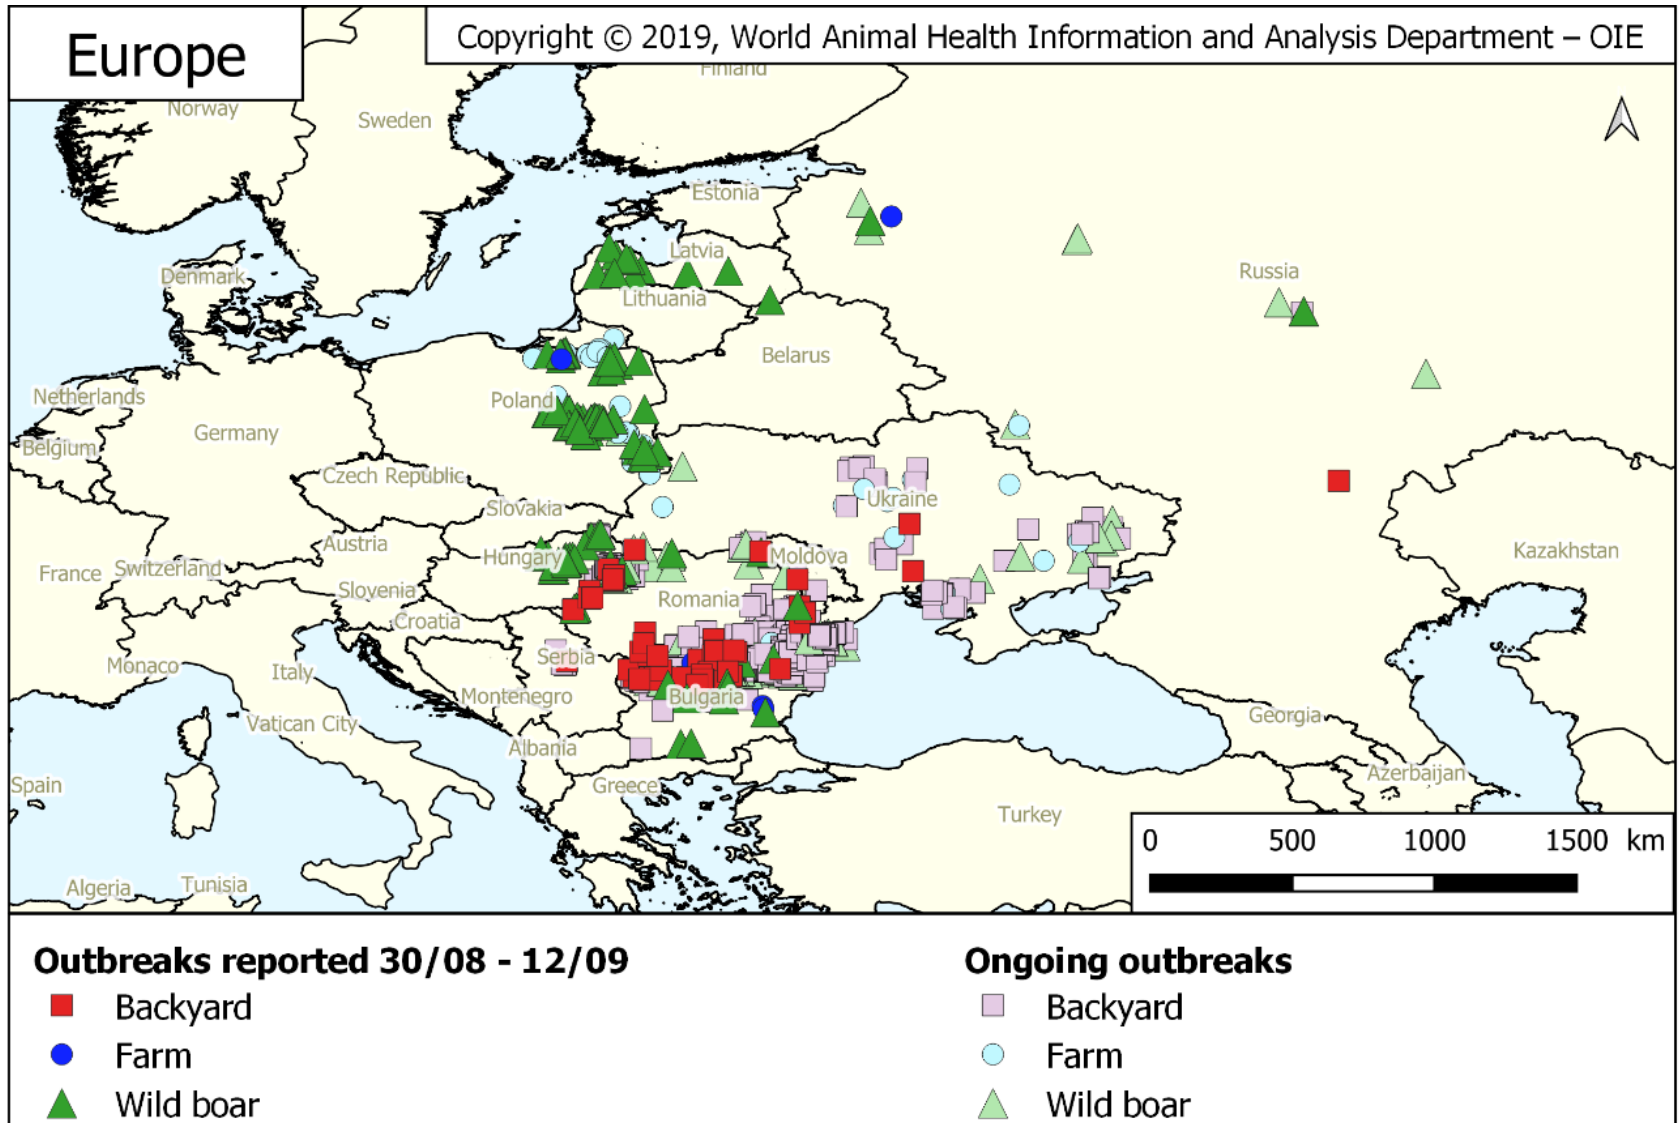 Europe
Copyright © 2019, World Animal Health Information and Analysis Department – OIE
Finland
Norway
Sweden
Estonia
Latvia
Denmark
Russia
Lithuania
Belarus
Netherlands
Poland
Germany
Belgium
Czech Republic
Ukraine
Slovakia
Austria
Hungary
Moldova
Kazakhstan
France
Switzerland
Slovenia
Romania
Croatia
Serbia
Monaco
Italy
Montenegro
Bulgaria
Vatican City
Georgia
Albania
Azerbaijan
Spain
Greece
Turkey
0 500 1000 1500 km
Algeria
Tunisia
Outbreaks reported 30/08 - 12/09
Backyard
Farm
Wild boar
Ongoing outbreaks
Backyard
Farm
Wild boar